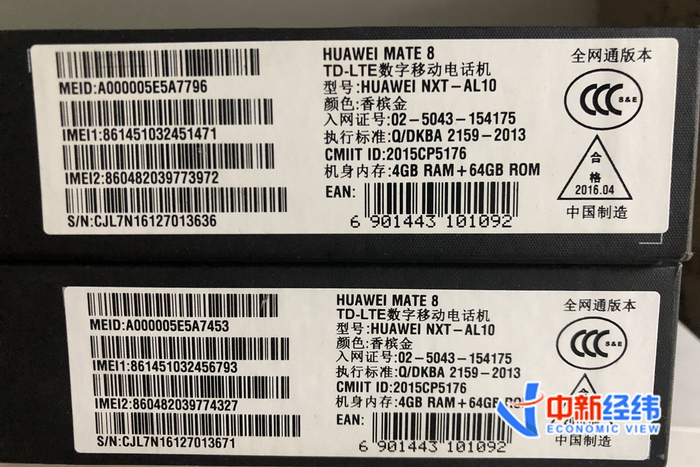 MEID:A000005E5A7796
IMEI1:861451032451471
IMEI2:860482039773972
S/N:CJL7N16127013636
HUAWEI MATE 8
TD-LTE数字移动电话机
型号:HUAWEI NXT-AL10
颜色:香槟金
入网证号:02-5043-154175
执行标准:Q/DKBA 2159-2013
CMIIT ID:2015CP5176
机身内存:4GB RAM+64GB ROM
EAN:
6 901443 101092
全网通版本
CCC S&E
合
格
2016.04
中国制造
MEID:A000005E5A7453
IMEI1:861451032456793
IMEI2:860482039774327
S/N:CJL7N16127013671
HUAWEI MATE 8
TD-LTE数字移动电话机
型号:HUAWEI NXT-AL10
颜色:香槟金
入网证号:02-5043-154175
执行标准:Q/DKBA 2159-2013
CMIIT ID:2015CP5176
机身内存:4GB RAM+64GB
EAN:
6 901443 101092
全网通版本
CCC S&E
中国制造
中新经纬
ECONOMIC VIEW